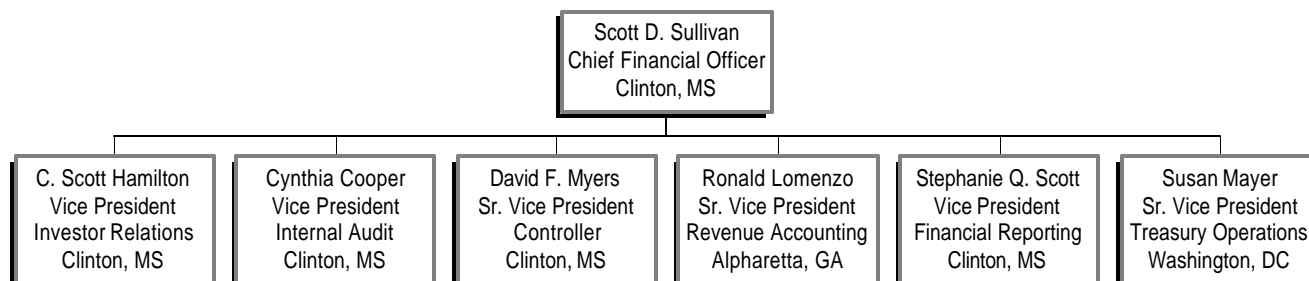 Scott D. Sullivan
Chief Financial Officer
Clinton, MS
C. Scott Hamilton
Vice President
Investor Relations
Clinton, MS
Cynthia Cooper
Vice President
Internal Audit
Clinton, MS
David F. Myers
Sr. Vice President
Controller
Clinton, MS
Ronald Lomenzo
Sr. Vice President
Revenue Accounting
Alpharetta, GA
Stephanie Q. Scott
Vice President
Financial Reporting
Clinton, MS
Susan Mayer
Sr. Vice President
Treasury Operations
Washington, DC